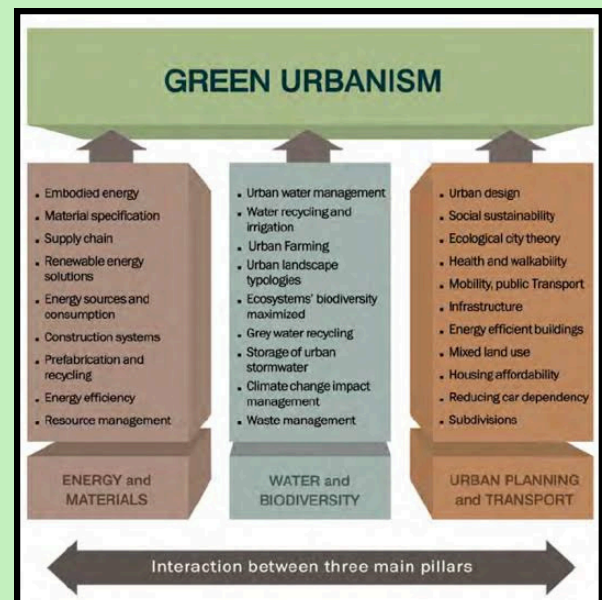 GREEN URBANISM
• Embodied energy
• Material specification
• Supply chain
• Renewable energy
solutions
• Energy sources and
consumption
• Construction systems
• Prefabrication and
recycling
• Energy efficiency
• Resource management
ENERGY and
MATERIALS
• Urban water management
• Water recycling and
irrigation
• Urban Farming
• Urban landscape
typologies
• Ecosystems' biodiversity
maximized
• Grey water recycling
• Storage of urban
stormwater
• Climate change impact
management
• Waste management
WATER and
BIODIVERSITY
• Urban design
• Social sustainability
• Ecological city theory
• Health and walkability
• Mobility, public Transport
• Infrastructure
• Energy efficient buildings
• Mixed land use
• Housing affordability
• Reducing car dependency
• Subdivisions
URBAN PLANNING
and TRANSPORT
Interaction between three main pillars